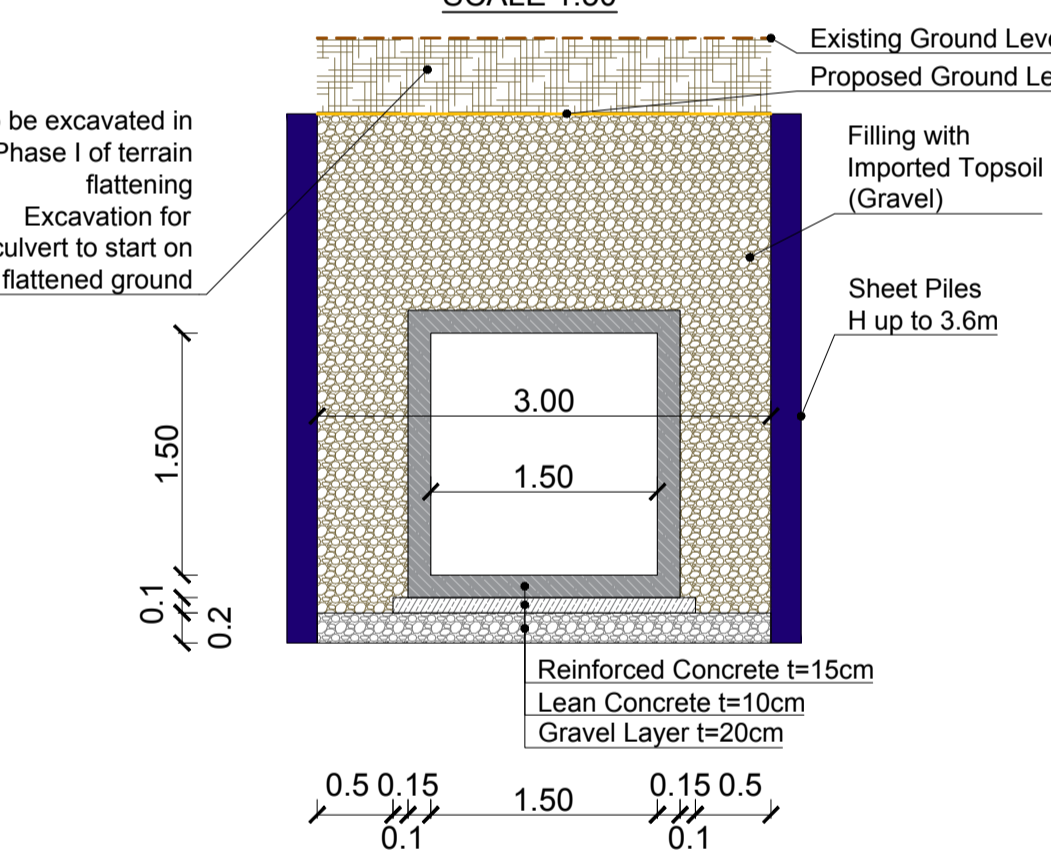 SCALE 1:50
Existing Ground
Proposed Ground
be excavated in
Phase I of terrain
flattening
Excavation for
culvert to start on
flattened ground
Filling with
Imported Topsoil
(Gravel)
Sheet Piles
H up to 3.6m
3.00
1.50
1.50
0.1
0.2
Reinforced Concrete t=15cm
Lean Concrete t=10cm
Gravel Layer t=20cm
0.5 0.15 1.50 0.15 0.5
0.1 0.1